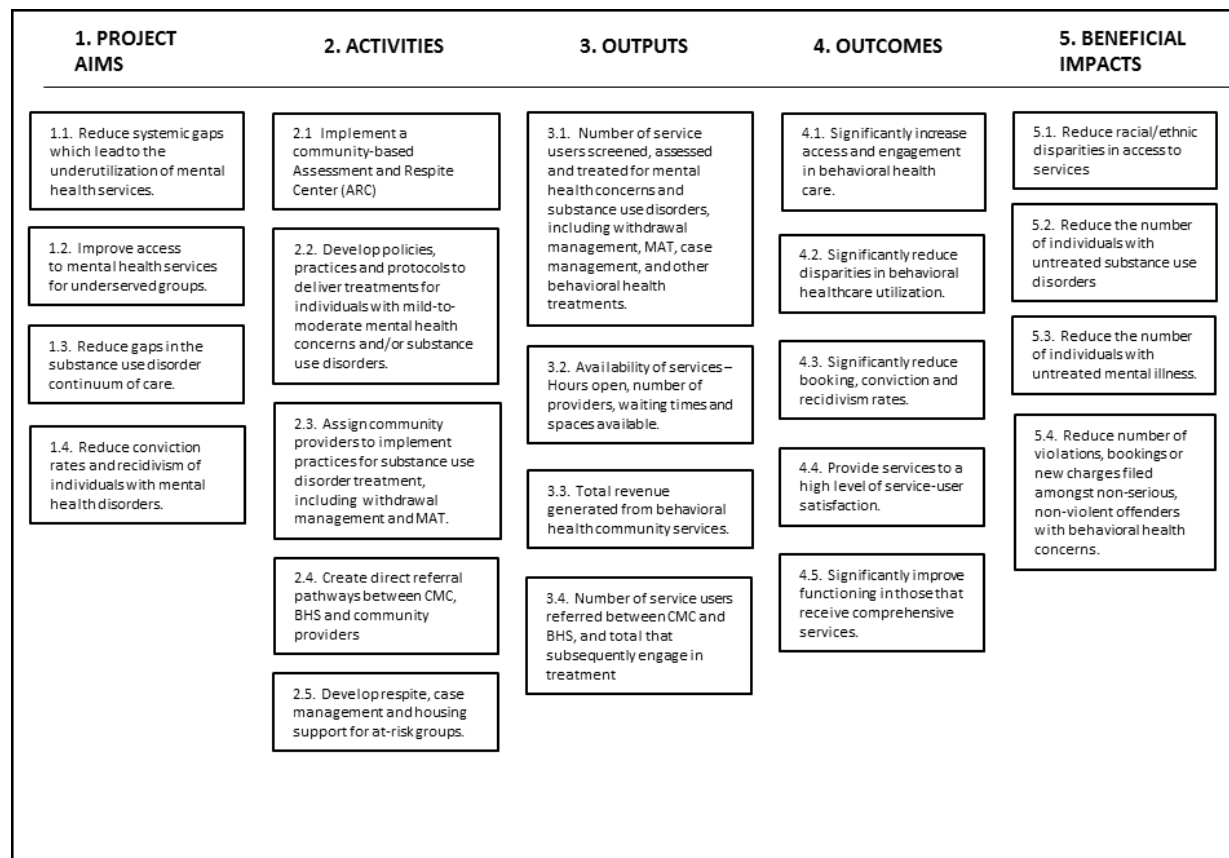 1. PROJECT
AIMS
2. ACTIVITIES
3. OUTPUTS
4. OUTCOMES
5. BENEFICIAL
IMPACTS
1.1. Reduce systemic gaps
which lead to the
underutilization of mental
health services.
1.2. Improve access
to mental health services
for underserved groups.
1.3. Reduce gaps in the
substance use disorder
continuum of care.
1.4. Reduce conviction
rates and recidivism of
individuals with mental
health disorders.
2.1 Implement a
community-based
Assessment and Respite
Center (ARC)
2.2. Develop policies,
practices and protocols to
deliver treatments for
individuals with mild-to-
moderate mental health
concerns and/or substance
use disorders.
2.3. Assign community
providers to implement
practices for substance use
disorder treatment,
including withdrawal
management and MAT.
2.4. Create direct referral
pathways between CMC,
BHS and community
providers
2.5. Develop respite, case
management and housing
support for at-risk groups.
3.1. Number of service
users screened, assessed
and treated for mental
health concerns and
substance use disorders,
including withdrawal
management, MAT, case
management, and other
behavioral health
treatments.
3.2. Availability of services –
Hours open, number of
providers, waiting times and
spaces available.
3.3. Total revenue
generated from behavioral
health community services.
3.4. Number of service users
referred between CMC and
BHS, and total that
subsequently engage in
treatment
4.1. Significantly increase
access and engagement
in behavioral health
care.
4.2. Significantly reduce
disparities in behavioral
healthcare utilization.
4.3. Significantly reduce
booking, conviction and
recidivism rates.
4.4. Provide services to a
high level of service-user
satisfaction.
4.5. Significantly improve
functioning in those that
receive comprehensive
services.
5.1. Reduce racial/ethnic
disparities in access to
services
5.2. Reduce the number
of individuals with
untreated substance use
disorders
5.3. Reduce the number
of individuals with
untreated mental illness.
5.4. Reduce number of
violations, bookings or
new charges filed
amongst non-serious,
non-violent offenders
with behavioral health
concerns.